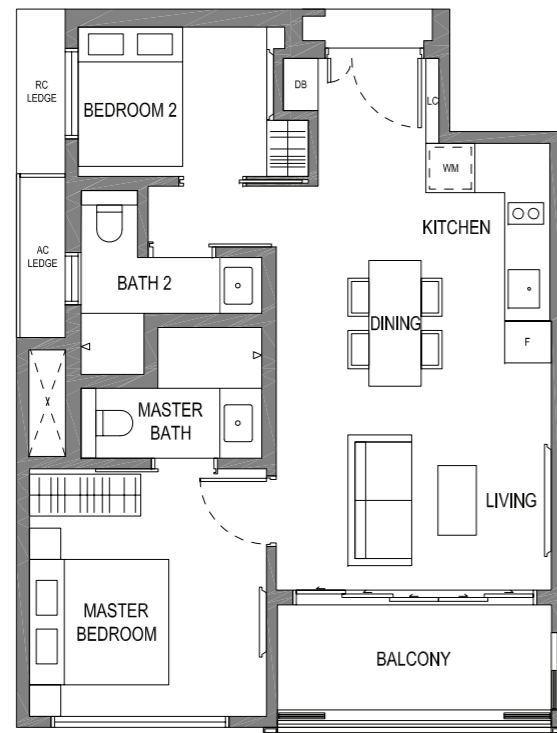 RC
LEDGE
BEDROOM 2
DB
LC
WM
KITCHEN
AC
LEDGE
BATH 2
DINING
F
MASTER
BATH
LIVING
MASTER
BEDROOM
BALCONY